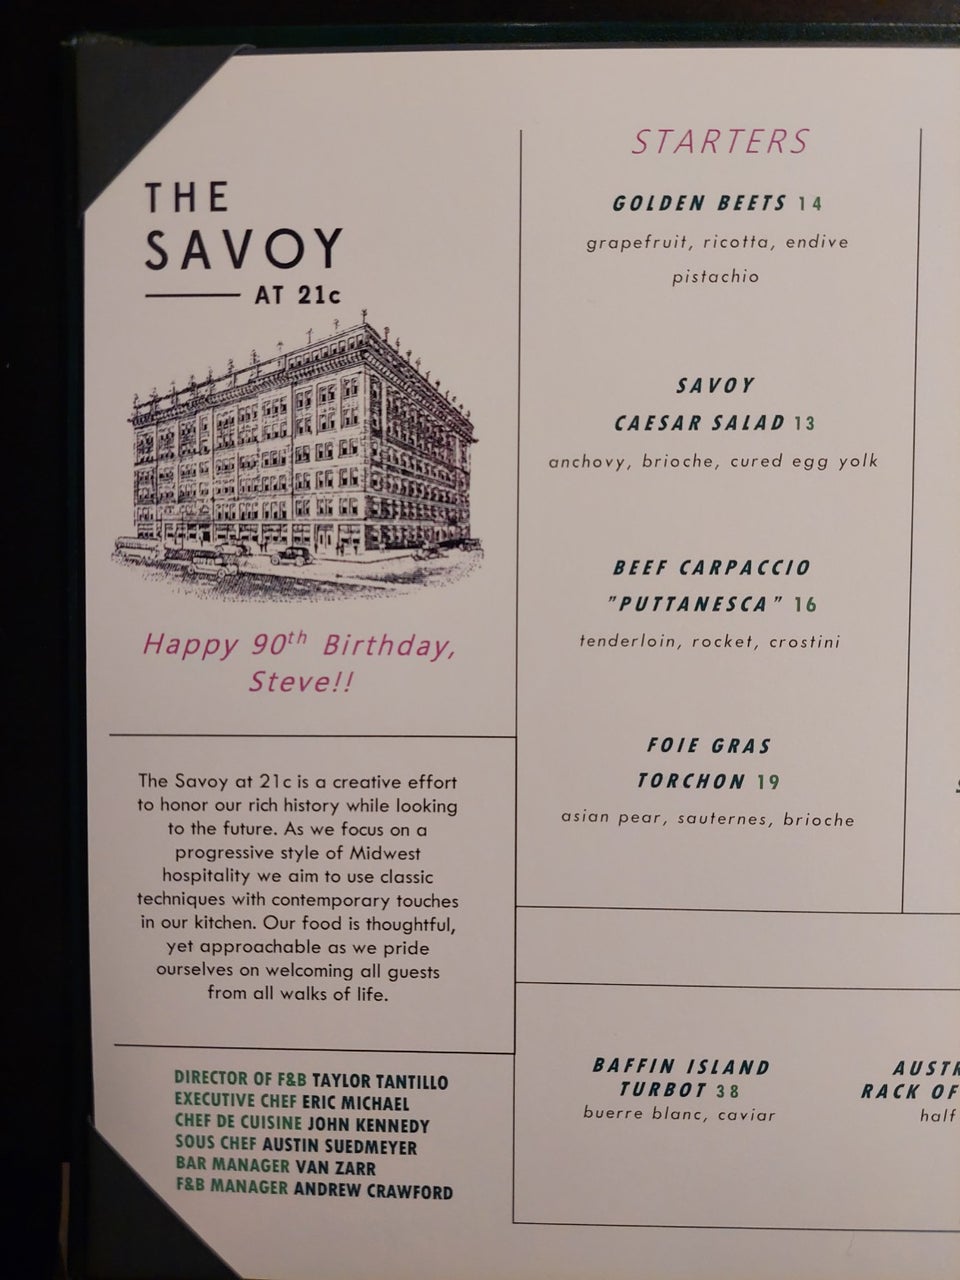 THE
SAVOY
AT 21c
Happy 90th Birthday,
Steve!!
The Savoy at 21c is a creative effort
to honor our rich history while looking
to the future. As we focus on a
progressive style of Midwest
hospitality we aim to use classic
techniques with contemporary touches
in our kitchen. Our food is thoughtful,
yet approachable as we pride
ourselves on welcoming all guests
from all walks of life.
DIRECTOR OF F&B TAYLOR TANTILLO
EXECUTIVE CHEF ERIC MICHAEL
CHEF DE CUISINE JOHN KENNEDY
SOUS CHEF AUSTIN SUEDMEYER
BAR MANAGER VAN ZARR
F&B MANAGER ANDREW CRAWFORD
STARTERS
GOLDEN BEETS 14
grapefruit, ricotta, endive
pistachio
SAVOY
CAESAR SALAD 13
anchovy, brioche, cured egg yolk
BEEF CARPACCIO
"PUTTANESCA" 16
tenderloin, rocket, crostini
FOIE GRAS
TORCHON 19
asian pear, sauternes, brioche
BAFFIN ISLAND
TURBOT 38
buerre blanc, caviar
RACK OF
half